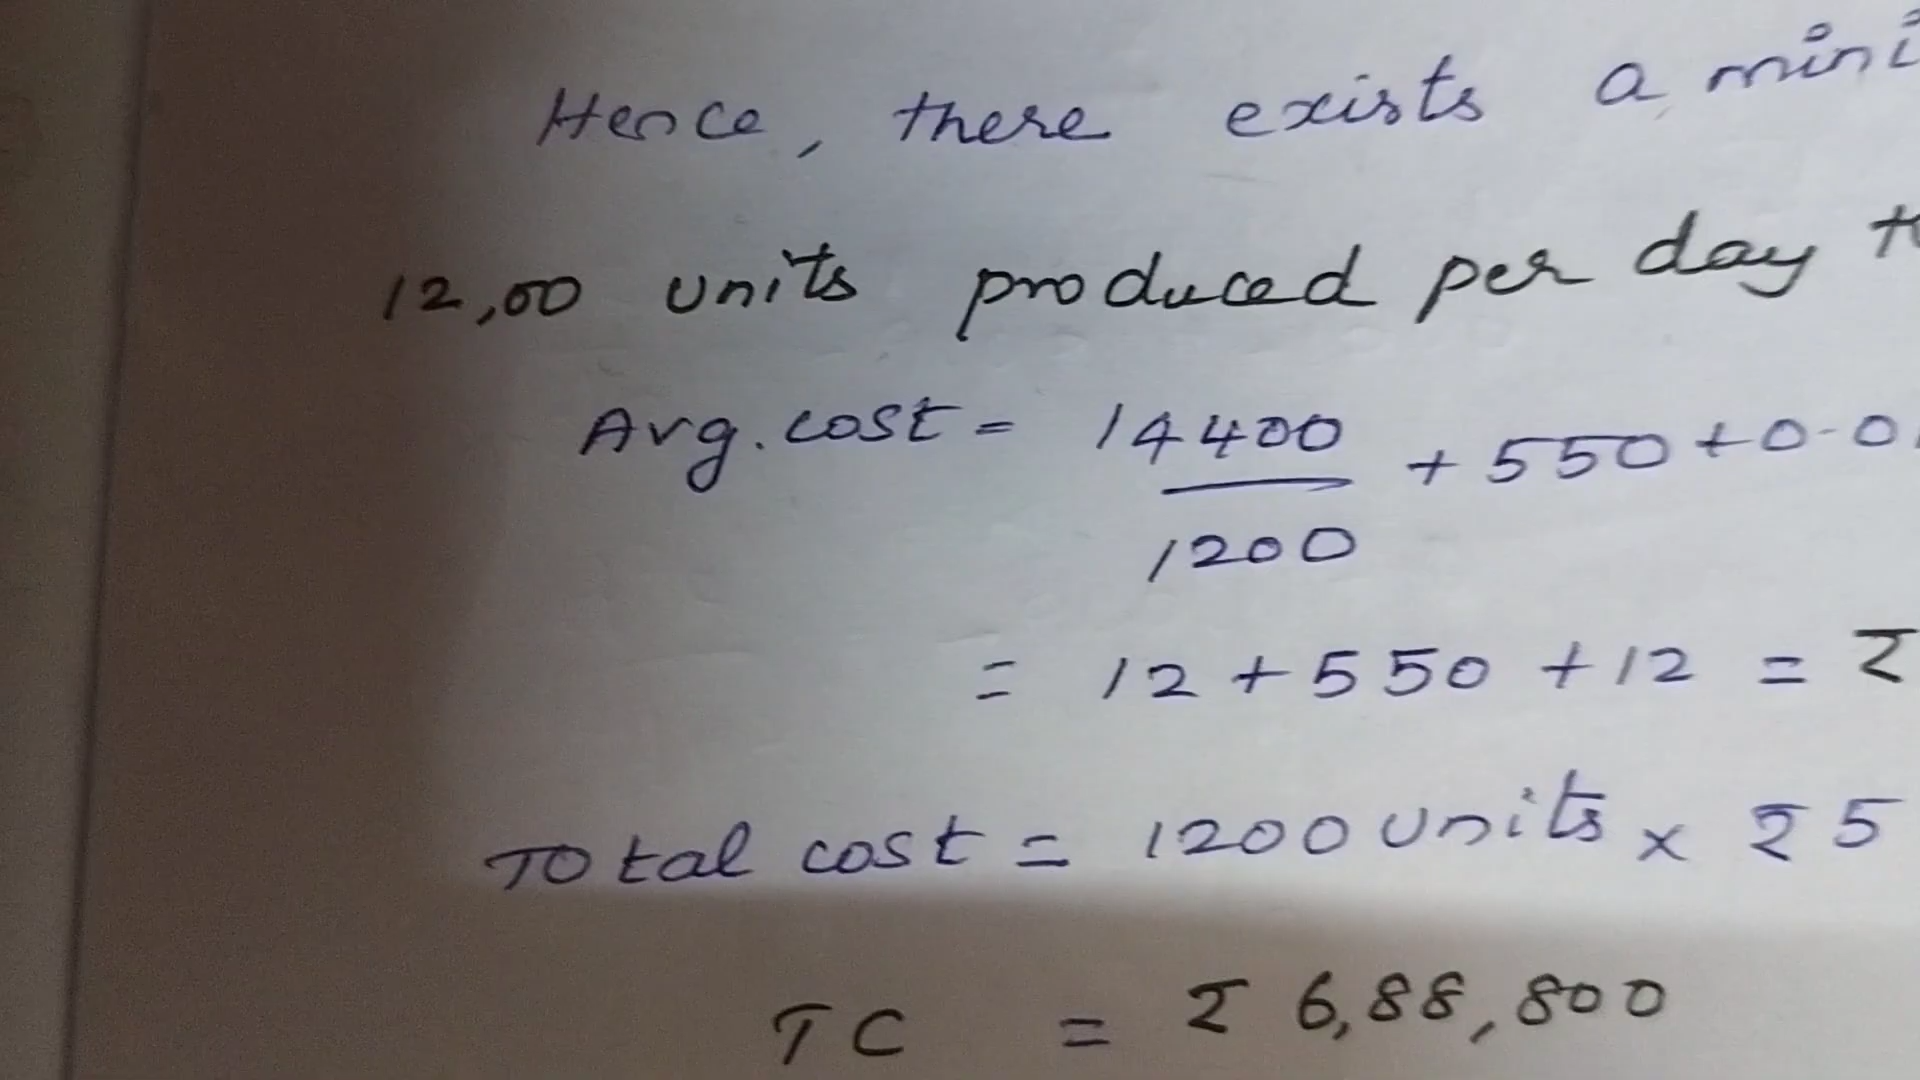 Hence, there exists a mini
12,00 units produced per day t
Avg. cost = 14400/1200 + 550 + 0.0
= 12 + 550 + 12 = ₹
Total cost = 1200 units × ₹ 5
TC = ₹ 6,88,800